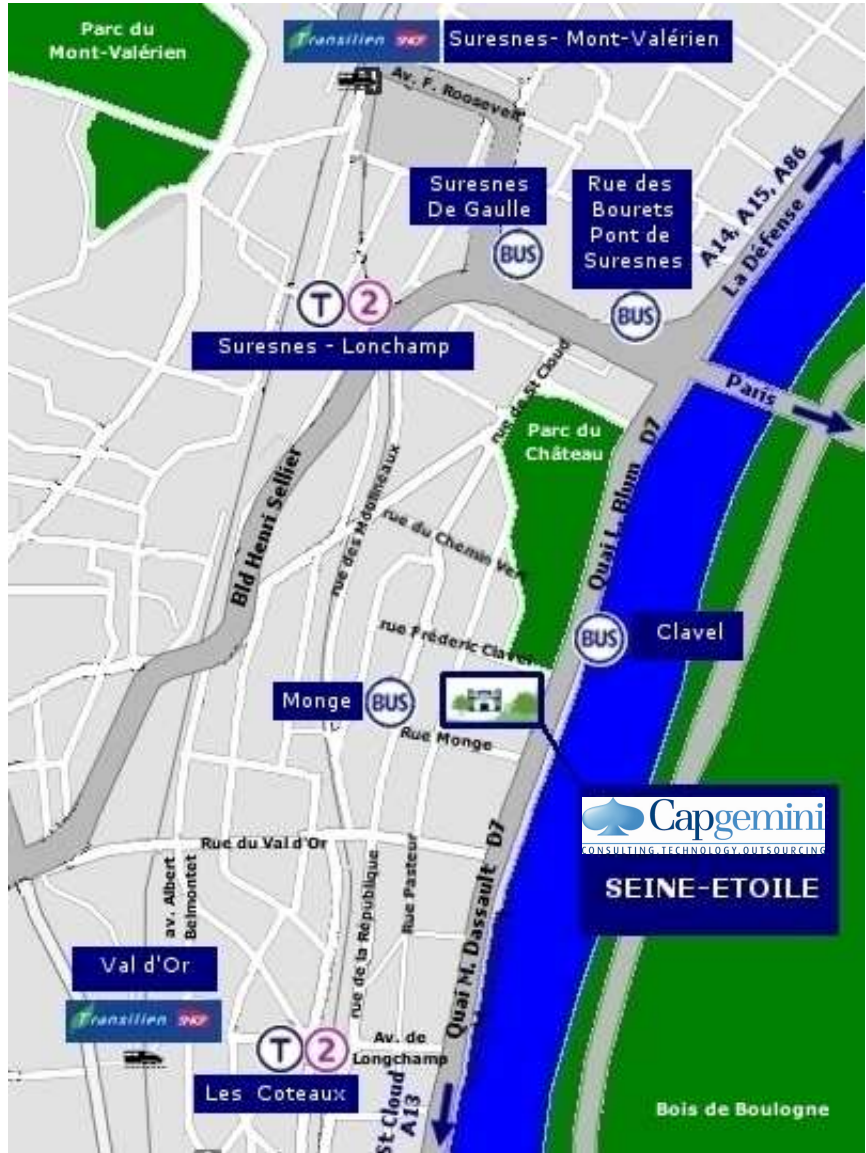 Parc du
Mont-Valérien
Transilien SNCF
Suresnes- Mont-Valérien
Av. F. Roosevelt
Suresnes
De Gaulle
BUS
Rue des
Bourets
Pont de
Suresnes
BUS
A14, A15, A86
La Défense
T 2
Suresnes - Lonchamp
Paris
rue de St Cloud
Parc du
Château
Quai L. Blum D7
Bld Henri Sellier
rue des Mdolineaux
rue du Chemin Vert
rue Fréderic Clavel
BUS
Clavel
Monge
BUS
Rue Monge
Capgemini
CONSULTING.TECHNOLOGY.OUTSOURCING
SEINE-ETOILE
Rue du Val d'Or
av. Albert
Belmontet
rue de la République
Rue Pasteur
Quai M. Dassault D7
Val d'Or
Transilien SNCF
T 2
Les Coteaux
Av. de
Longchamp
St Cloud
A13
Bois de Boulogne